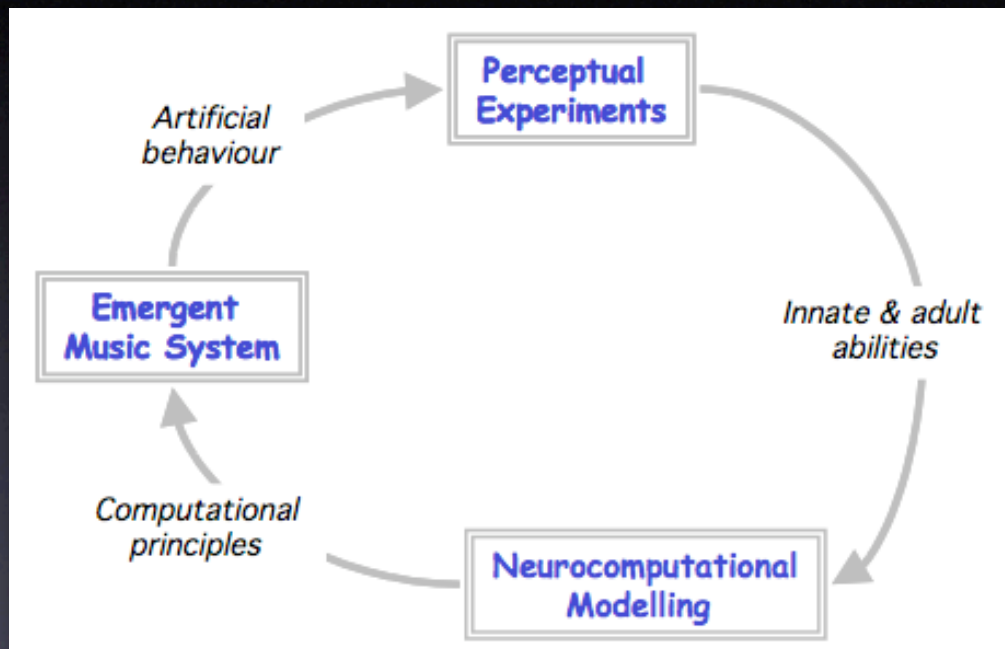 Perceptual
Experiments
Artificial
behaviour
Innate & adult
abilities
Emergent
Music System
Computational
principles
Neurocomputational
Modelling